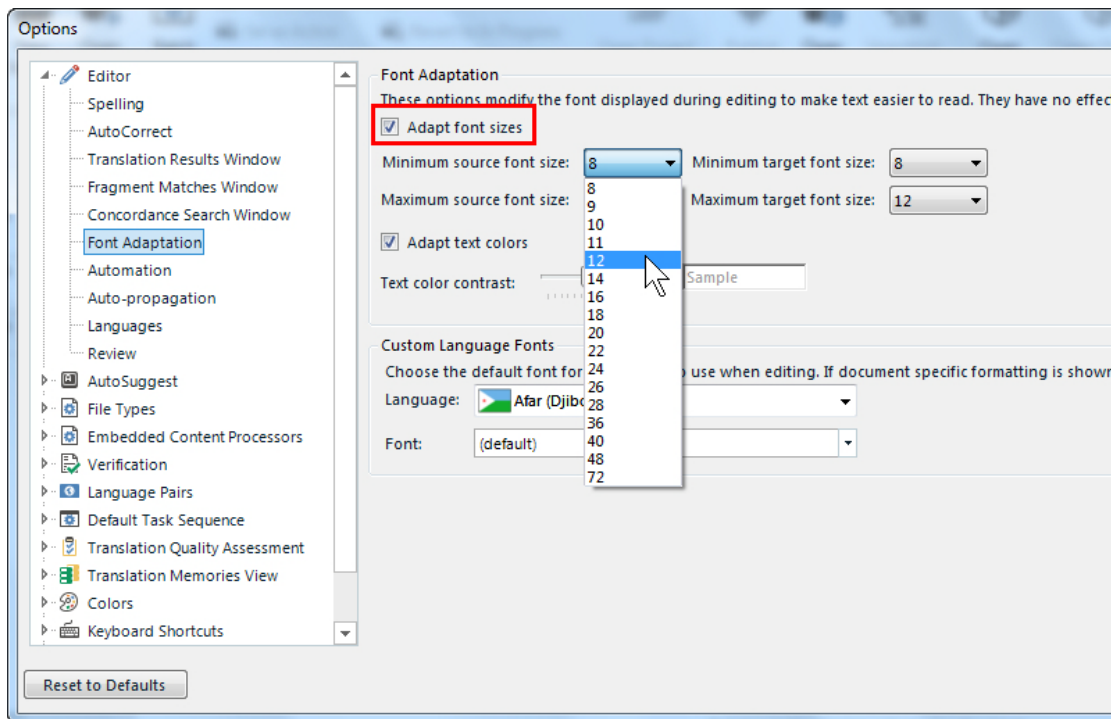 Options
Editor
Spelling
AutoCorrect
Translation Results Window
Fragment Matches Window
Concordance Search Window
Font Adaptation
Automation
Auto-propagation
Languages
Review
AutoSuggest
File Types
Embedded Content Processors
Verification
Language Pairs
Default Task Sequence
Translation Quality Assessment
Translation Memories View
Colors
Keyboard Shortcuts
Reset to Defaults
Font Adaptation
These options modify the font displayed during editing to make text easier to read. They have no effec
Adapt font sizes
Minimum source font size: 8 Minimum target font size: 8
Maximum source font size: Maximum target font size: 12
8
9
10
11
12
14
16
18
20
22
24
26
28
36
40
48
72
Adapt text colors
Text color contrast: Sample
Custom Language Fonts
Choose the default font for use when editing. If document specific formatting is shown
Language: Afar (Djibo
Font: (default)